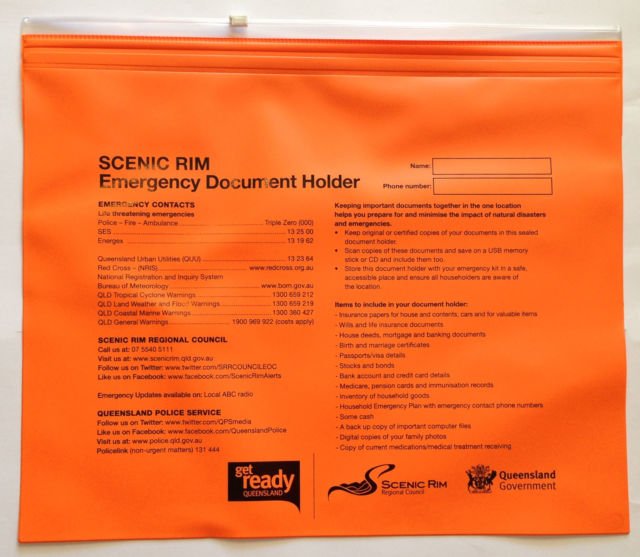 SCENIC RIM
Emergency Document Holder
Name:
Phone number:
EMERGENCY CONTACTS
Life threatening emergencies
Police – Fire – Ambulance Triple Zero (000)
SES 13 25 00
Energex 13 19 62
Queensland Urban Utilities (QUU) 13 23 64
Red Cross – (NRIS) www.redcross.org.au
National Registration and Inquiry System
Bureau of Meteorology www.bom.gov.au
QLD Tropical Cyclone Warnings 1300 659 212
QLD Land Weather and Flood Warnings 1300 659 219
QLD Coastal Marine Warnings 1300 360 427
QLD General Warnings 1900 969 922 (costs apply)
SCENIC RIM REGIONAL COUNCIL
Call us at: 07 5540 5111
Visit us at: www.scenicrim.qld.gov.au
Follow us on Twitter: www.twitter.com/SRRCOUNCILEOC
Like us on Facebook: www.facebook.com/ScenicRimAlerts
Emergency Updates available on: Local ABC radio
QUEENSLAND POLICE SERVICE
Follow us on Twitter: www.twitter.com/QPSmedia
Like us on Facebook: www.facebook.com/QueenslandPolice
Visit us at: www.police.qld.gov.au
Policelink (non-urgent matters) 131 444
Keeping important documents together in the one location
helps you prepare for and minimise the impact of natural disasters
and emergencies.
• Keep original or certified copies of your documents in this sealed
document holder.
• Scan copies of these documents and save on a USB memory
stick or CD and include them too.
• Store this document holder with your emergency kit in a safe,
accessible place and ensure all householders are aware of
the location.
Items to include in your document holder:
- Insurance papers for house and contents, cars and for valuable items
- Wills and life insurance documents
- House deeds, mortgage and banking documents
- Birth and marriage certificates
- Passports/visa details
- Stocks and bonds
- Bank account and credit card details
- Medicare, pension cards and immunisation records
- Inventory of household goods
- Household Emergency Plan with emergency contact phone numbers
- Some cash
- A back up copy of important computer files
- Digital copies of your family photos
- Copy of current medications/medical treatment receiving
get
ready
QUEENSLAND
SCENIC RIM
Regional Council
Queensland
Government